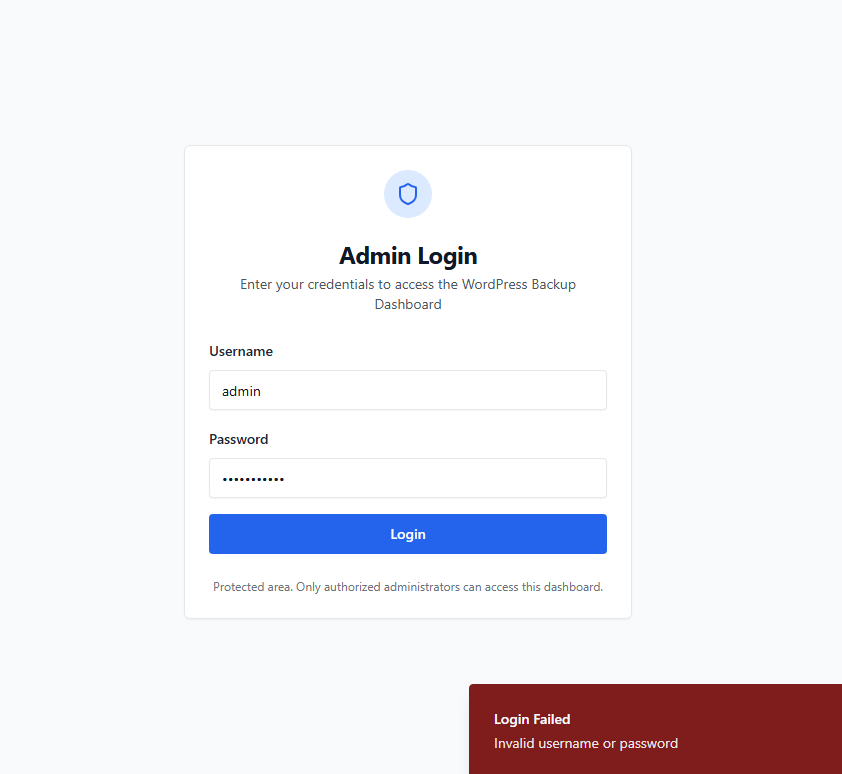 Admin Login
Enter your credentials to access the WordPress Backup
Dashboard
Username
admin
Password
•••••••••••
Login
Protected area. Only authorized administrators can access this dashboard.
Login Failed
Invalid username or password